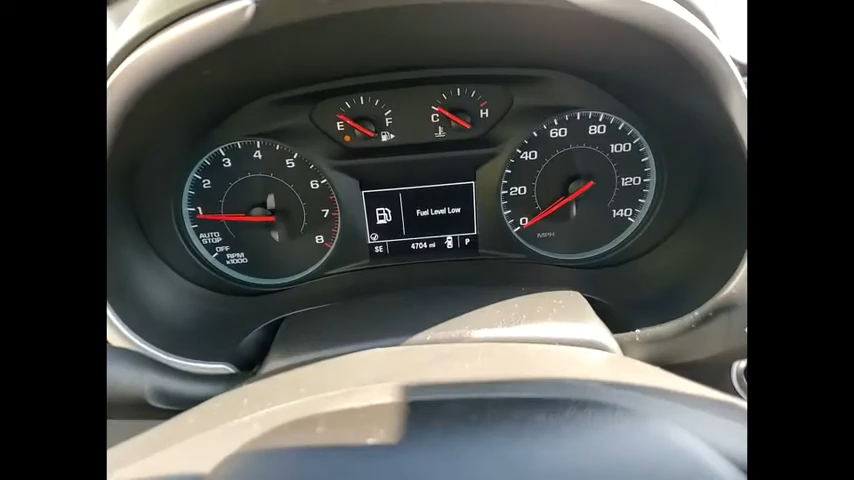 E F
C H
1 2 3 4 5 6 7 8
AUTO
STOP
OFF
RPM
x1000
Fuel Level Low
SE 4704 mi P
0 20 40 60 80 100 120 140
MPH